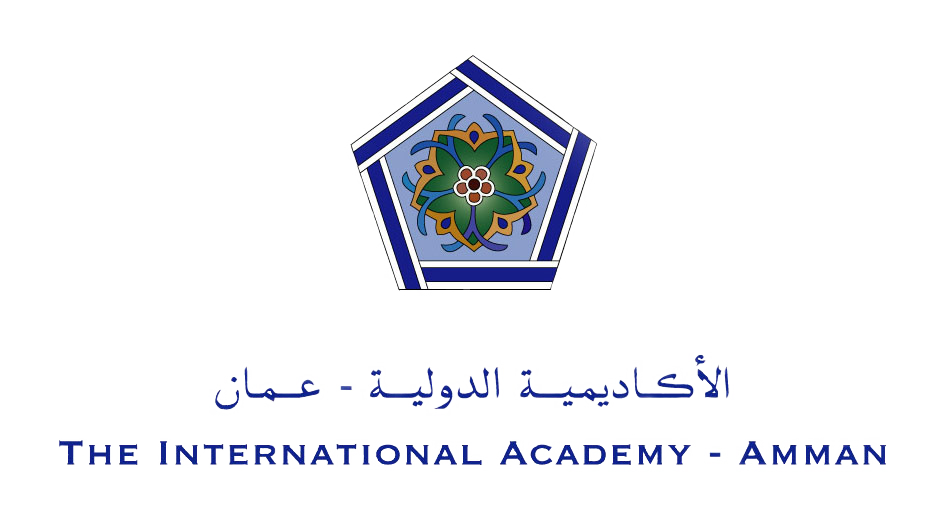 الأكاديمية الدولية - عمان
THE INTERNATIONAL ACADEMY - AMMAN